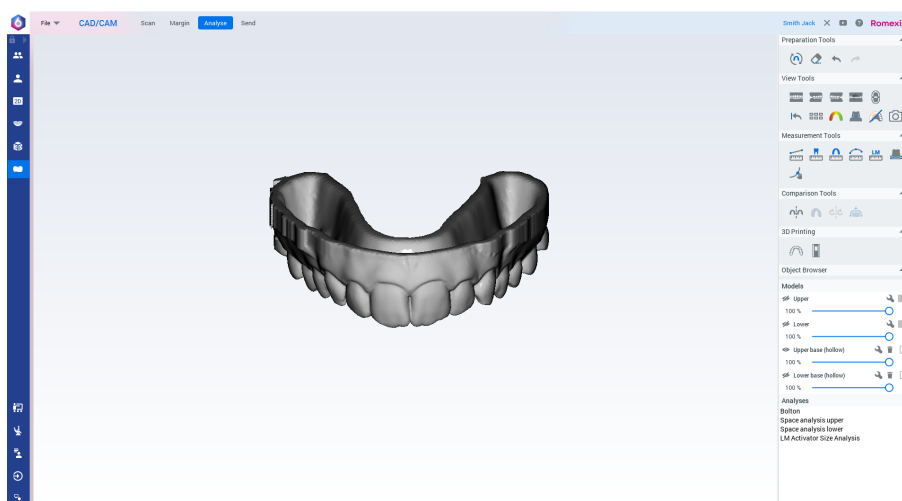 File CAD/CAM Scan Margin Analyse Send Smith Jack Romexi
Preparation Tools
View Tools
Measurement Tools
LM
Comparison Tools
3D Printing
Object Browser
Models
Upper
100 %
Lower
100 %
Upper base (hollow)
100 %
Lower base (hollow)
100 %
Analyses
Bolton
Space analysis upper
Space analysis lower
LM Activator Size Analysis
2D